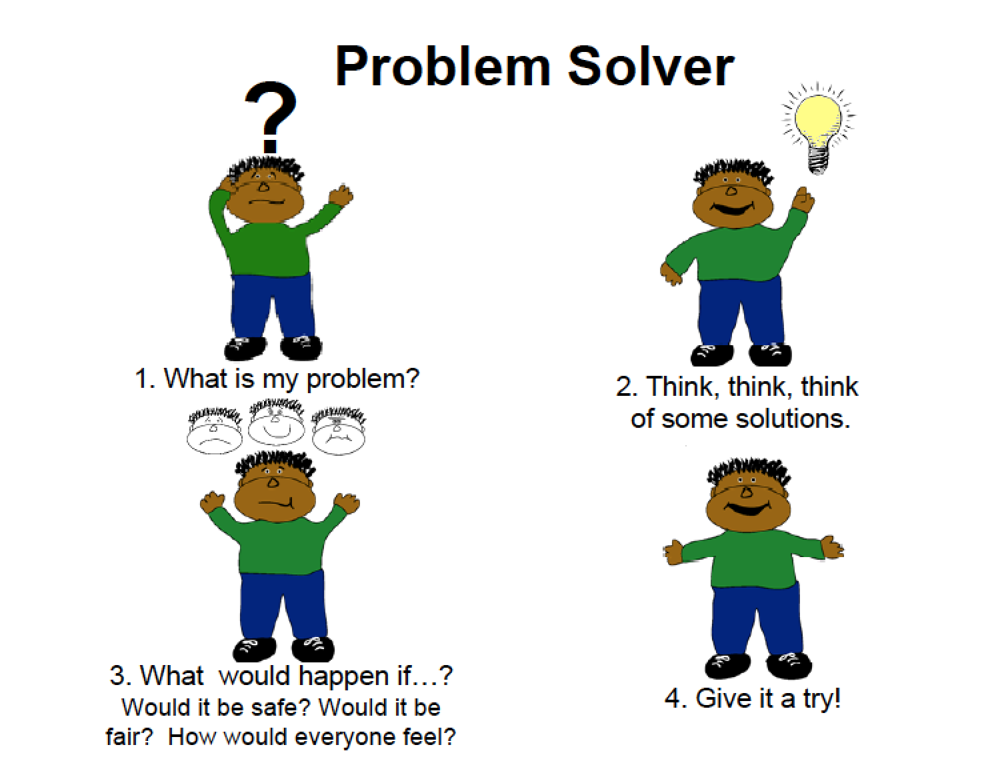 Problem Solver
?
1. What is my problem?
2. Think, think, think
of some solutions.
3. What  would happen if...?
Would it be safe? Would it be
fair?  How would everyone feel?
4. Give it a try!